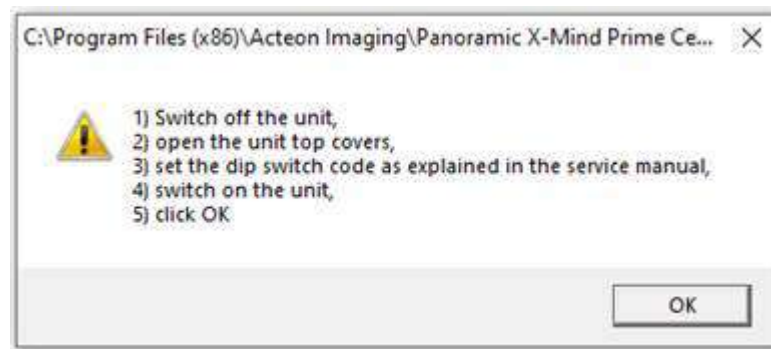 C:\Program Files (x86)\Acteon Imaging\Panoramic X-Mind Prime Ce...
1) Switch off the unit,
2) open the unit top covers,
3) set the dip switch code as explained in the service manual,
4) switch on the unit,
5) click OK
OK